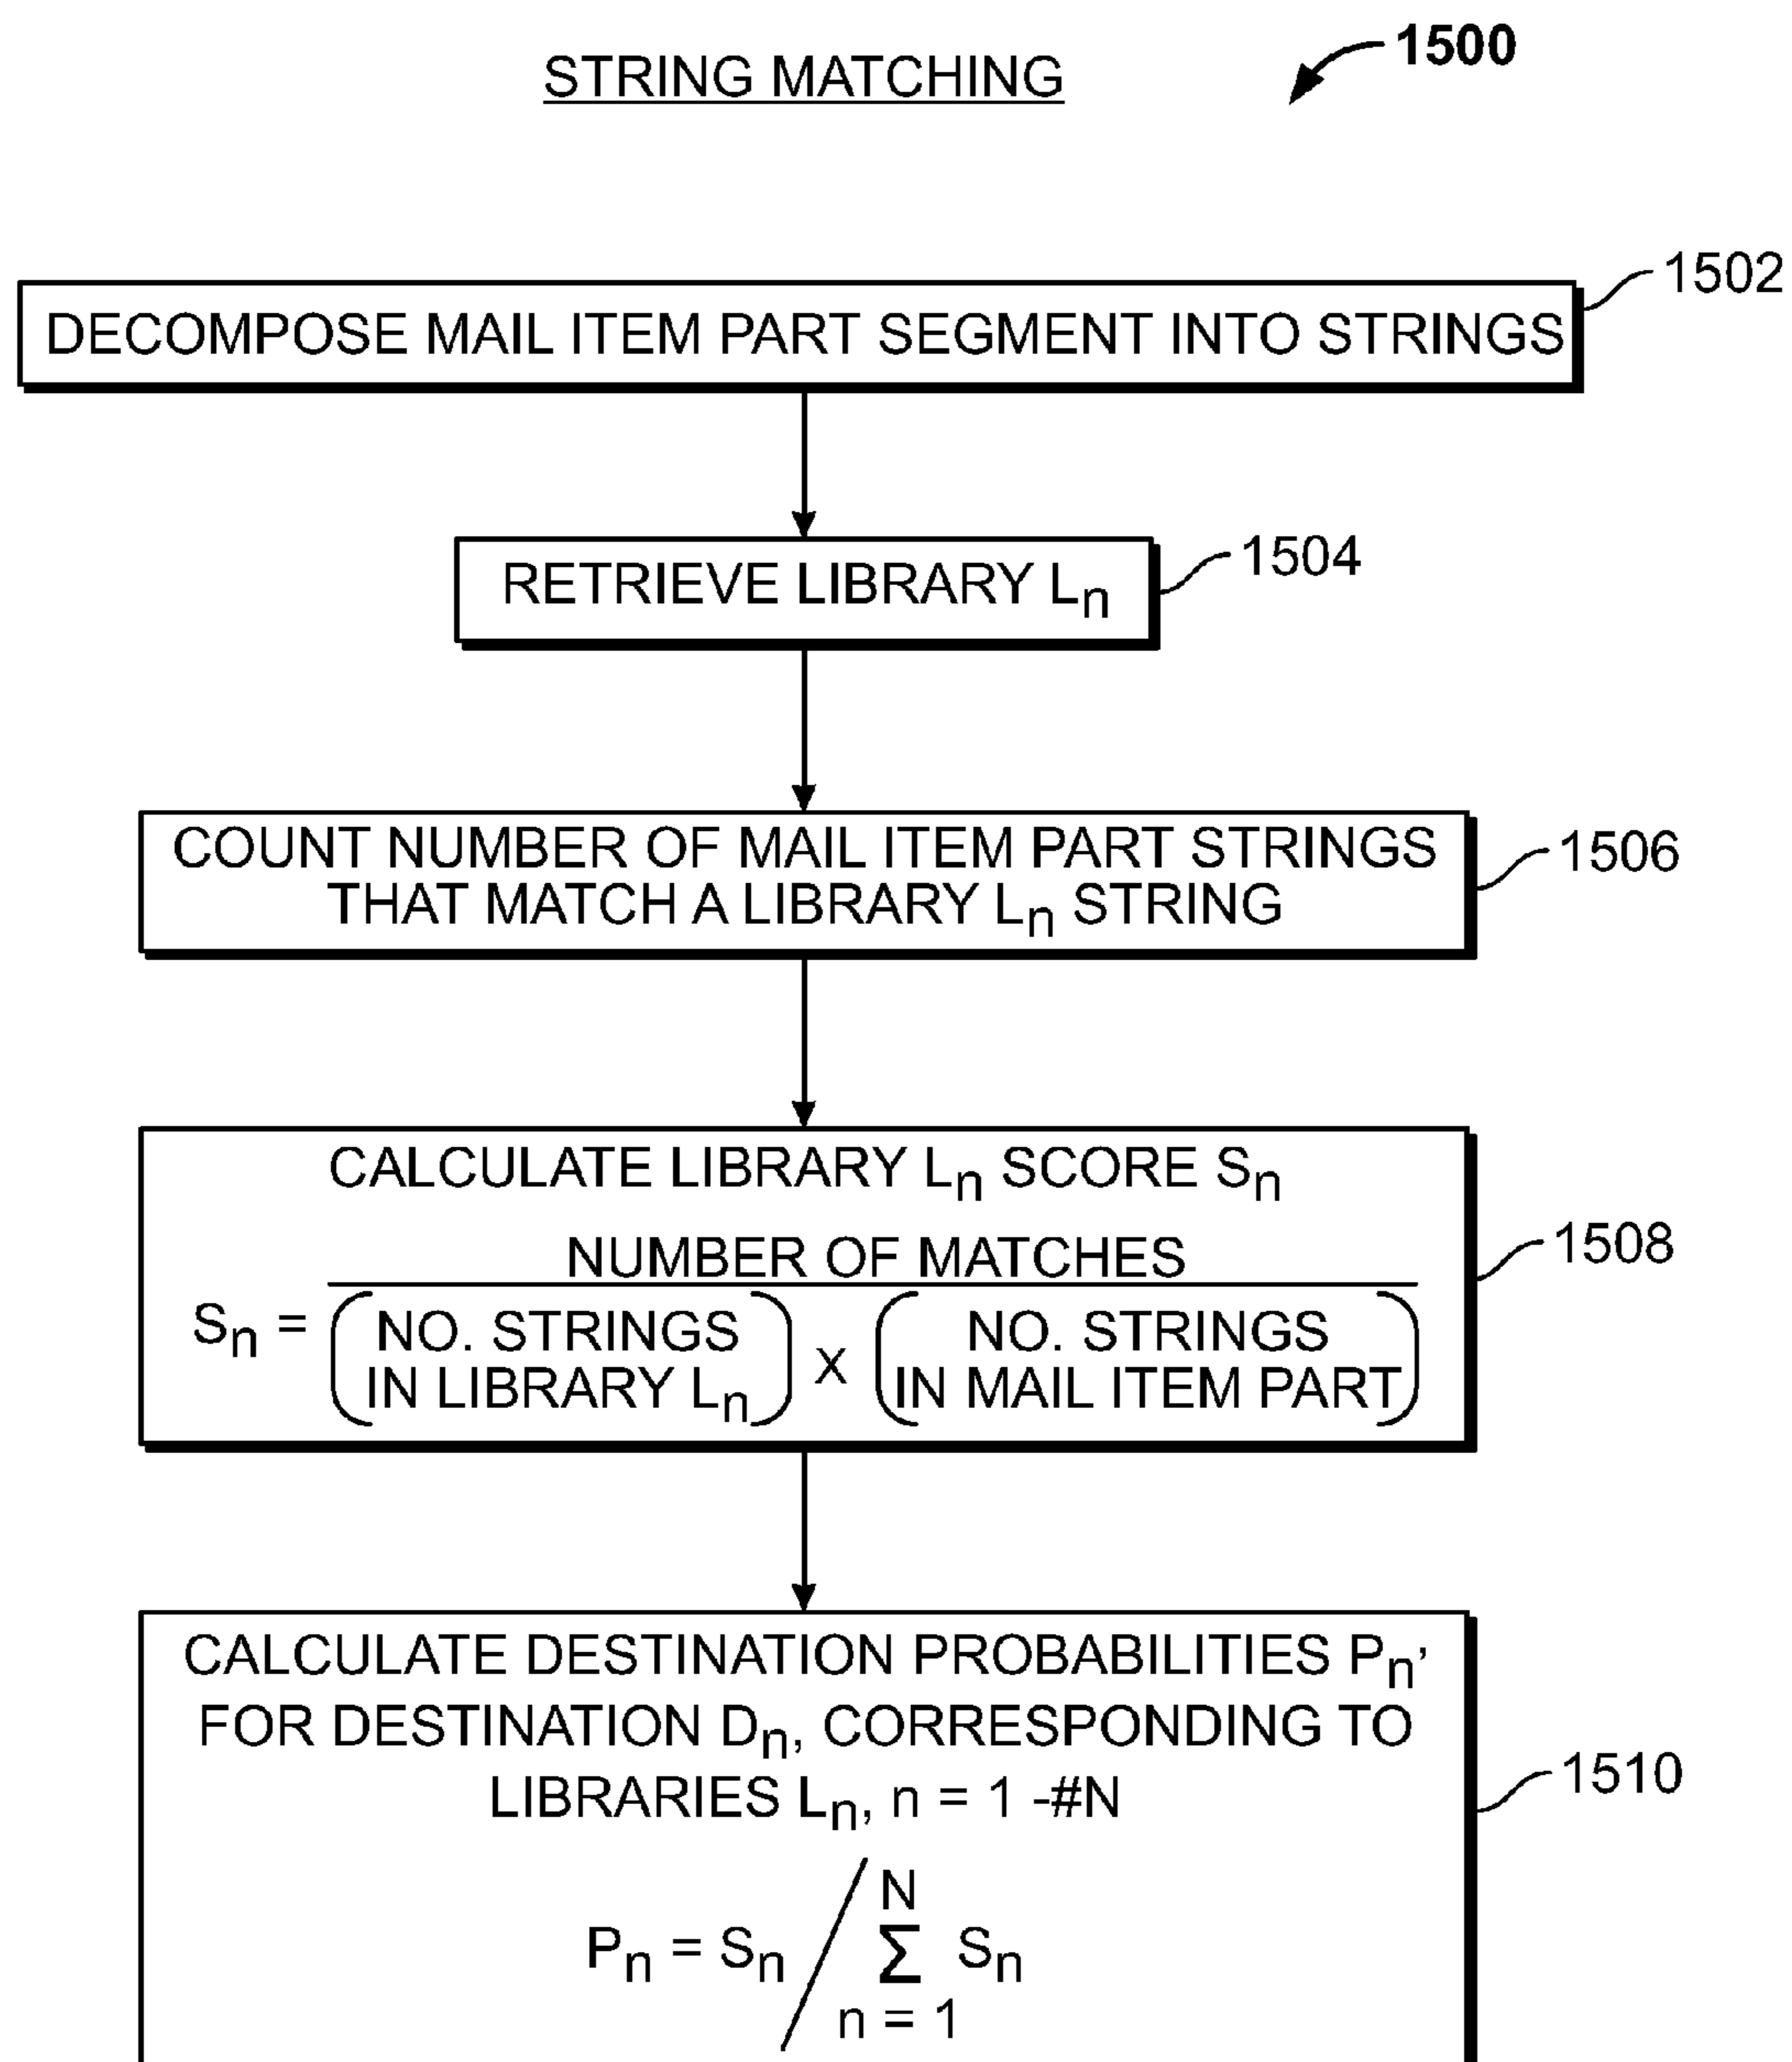 STRING MATCHING
1500
1502
DECOMPOSE MAIL ITEM PART SEGMENT INTO STRINGS
1504
RETRIEVE LIBRARY Ln
1506
COUNT NUMBER OF MAIL ITEM PART STRINGS
THAT MATCH A LIBRARY Ln STRING
CALCULATE LIBRARY Ln SCORE Sn
1508
NUMBER OF MATCHES
Sn =
(NO. STRINGS
IN LIBRARY Ln)
X
(NO. STRINGS
IN MAIL ITEM PART)
CALCULATE DESTINATION PROBABILITIES Pn,
FOR DESTINATION Dn, CORRESPONDING TO
LIBRARIES Ln, n = 1 -#N
1510
N
Pn = Sn / Σ Sn
n = 1